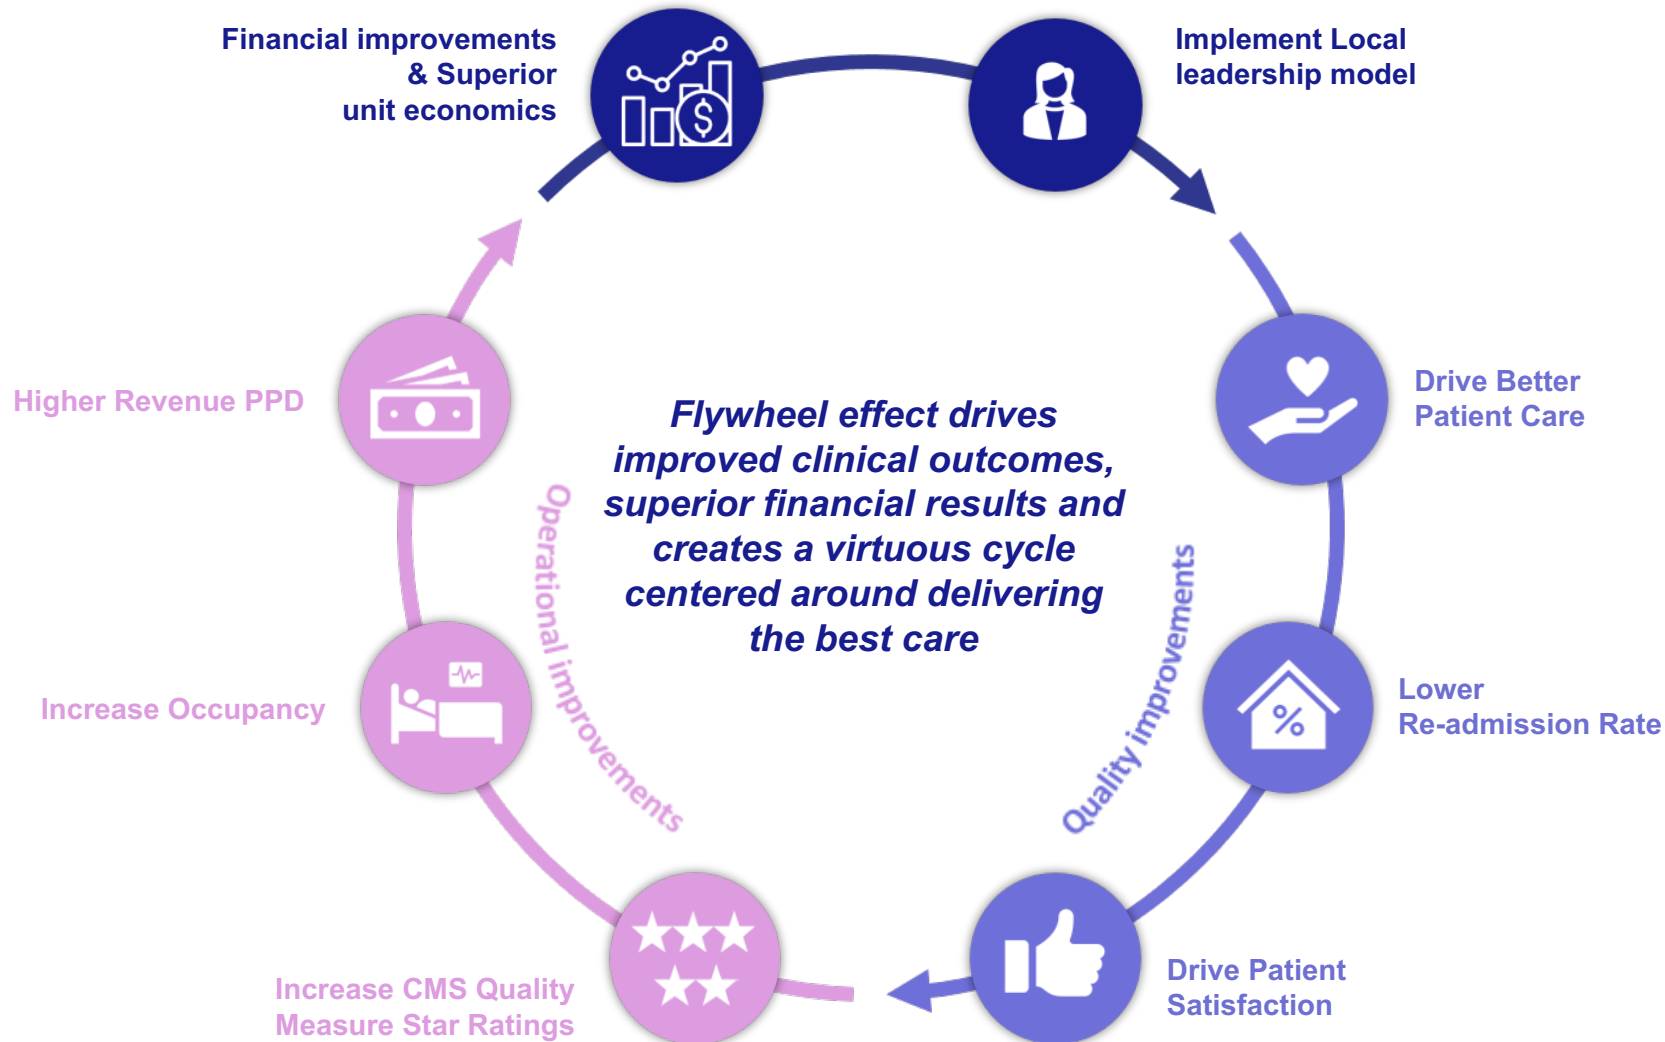 Financial improvements
& Superior
unit economics
Implement Local
leadership model
Drive Better
Patient Care
Lower
Re-admission Rate
Drive Patient
Satisfaction
Increase CMS Quality
Measure Star Ratings
Increase Occupancy
Higher Revenue PPD
Flywheel effect drives
improved clinical outcomes,
superior financial results and
creates a virtuous cycle
centered around delivering
the best care
Operational improvements
Quality improvements
$
%